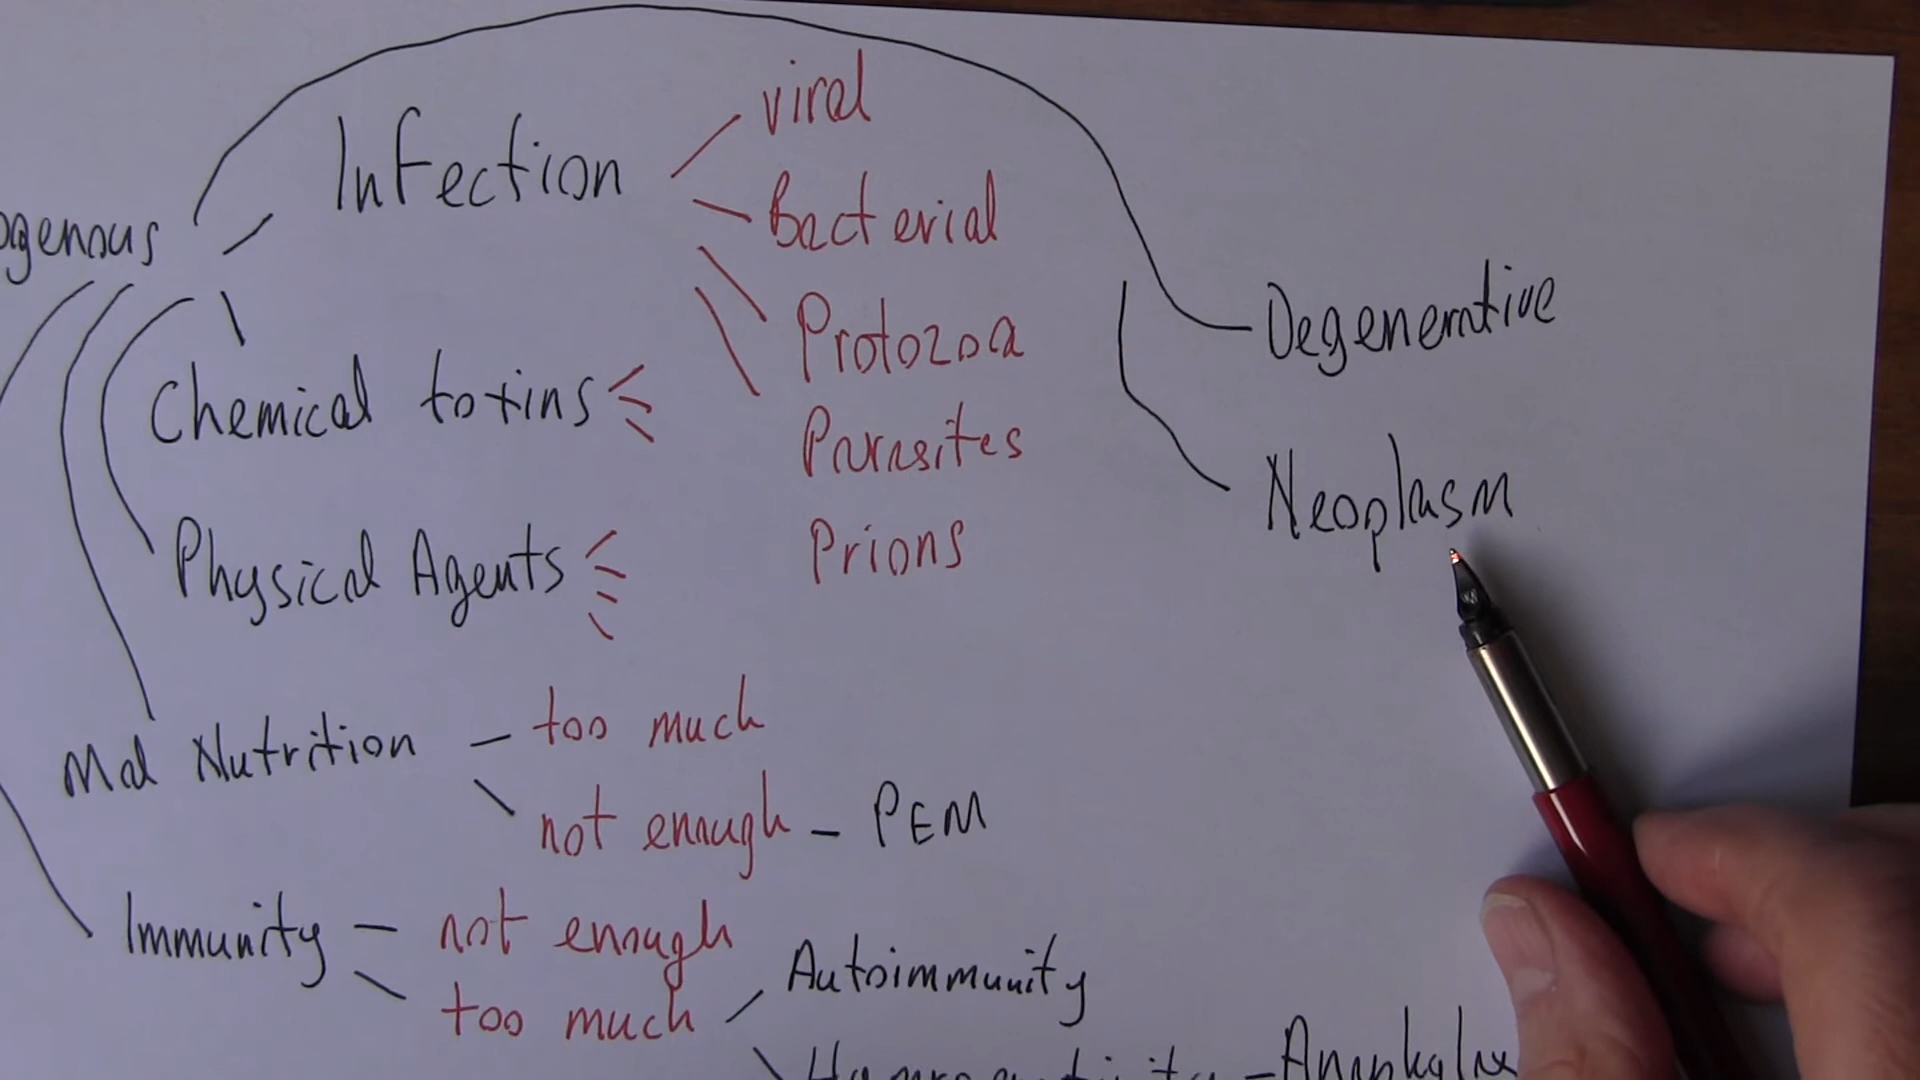 viral
Infection
Bacterial
ogenous
Degenerative
Protozoa
Chemical toxins
Parasites
Neoplasm
Prions
Physical Agents
too much
Mal Nutrition
not enough - PEM
Immunity - not enough
Autoimmunity
too much